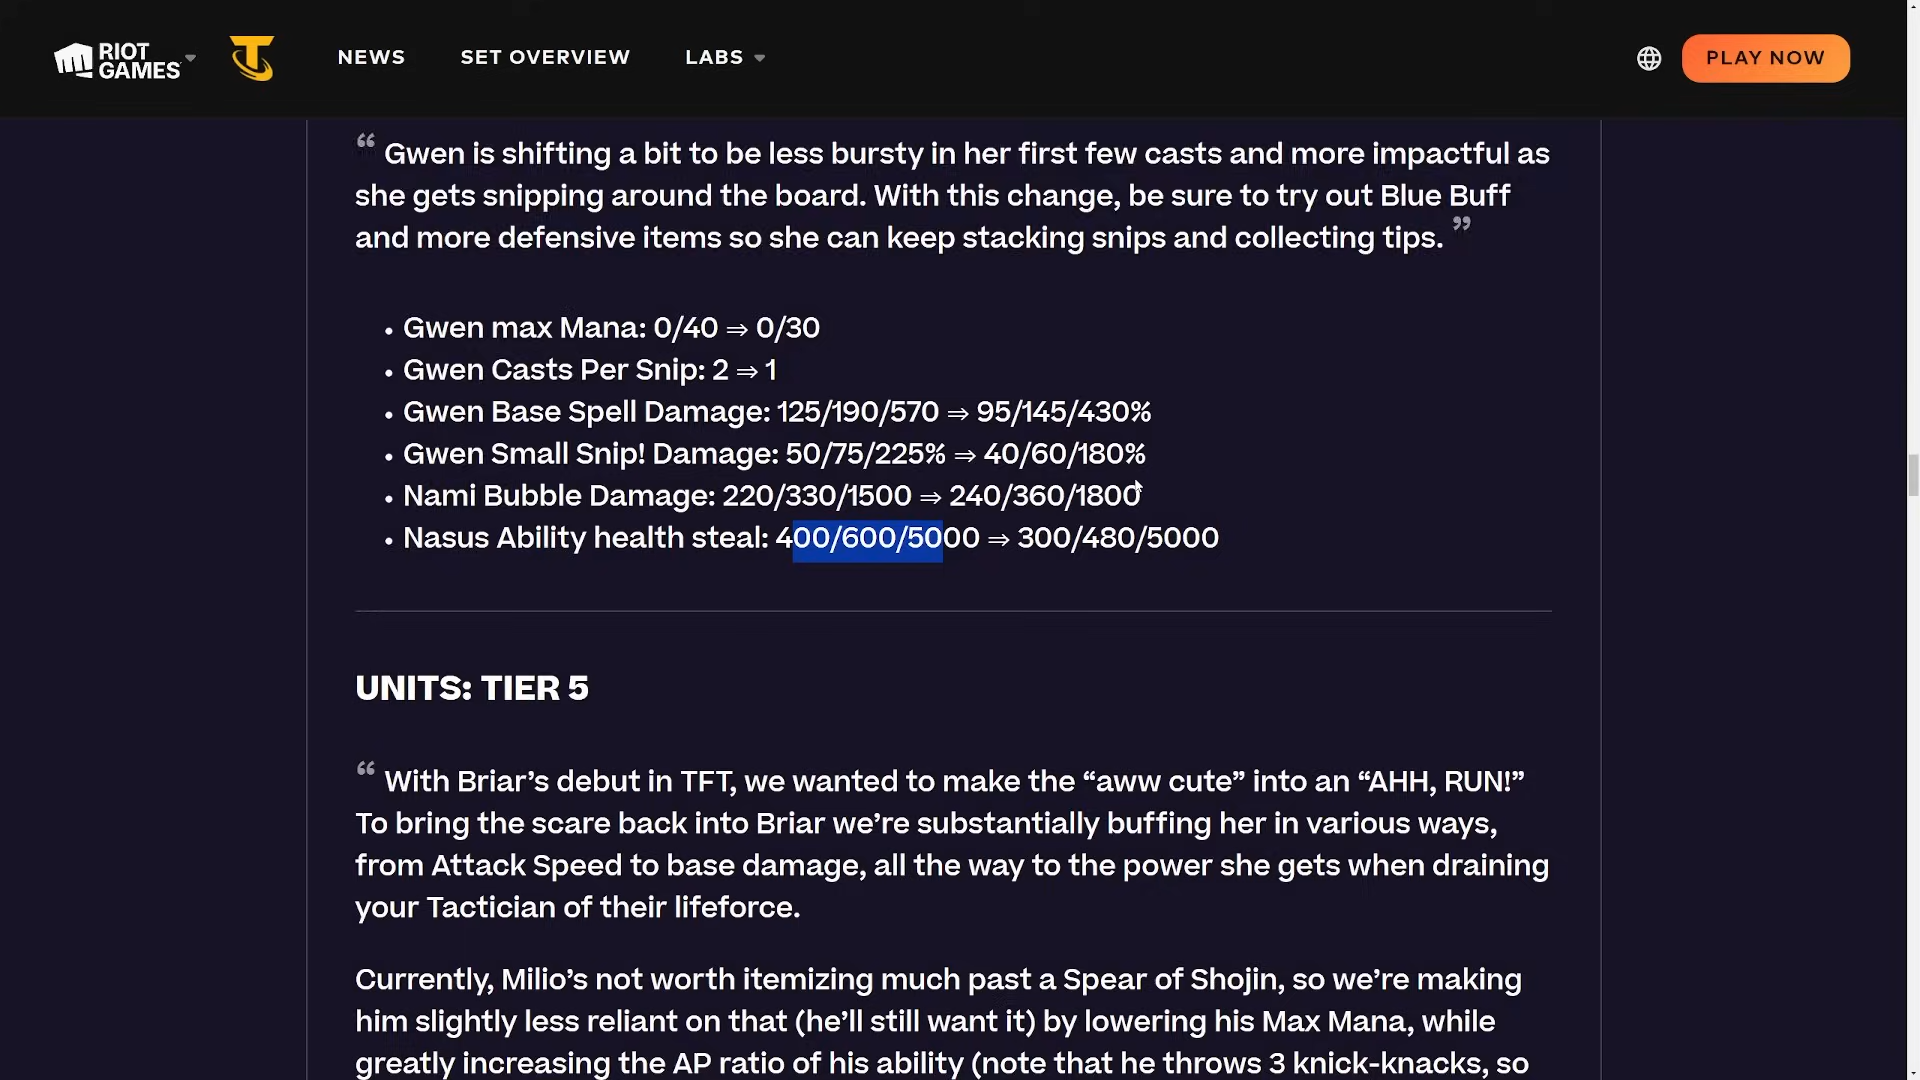 RIOT GAMES
NEWS
SET OVERVIEW
LABS
PLAY NOW
“ Gwen is shifting a bit to be less bursty in her first few casts and more impactful as
she gets snipping around the board. With this change, be sure to try out Blue Buff
and more defensive items so she can keep stacking snips and collecting tips. ”
• Gwen max Mana: 0/40 ⇒ 0/30
• Gwen Casts Per Snip: 2 ⇒ 1
• Gwen Base Spell Damage: 125/190/570 ⇒ 95/145/430%
• Gwen Small Snip! Damage: 50/75/225% ⇒ 40/60/180%
• Nami Bubble Damage: 220/330/1500 ⇒ 240/360/1800
• Nasus Ability health steal: 400/600/5000 ⇒ 300/480/5000
UNITS: TIER 5
“ With Briar’s debut in TFT, we wanted to make the “aww cute” into an “AHH, RUN!”
To bring the scare back into Briar we’re substantially buffing her in various ways,
from Attack Speed to base damage, all the way to the power she gets when draining
your Tactician of their lifeforce.
Currently, Milio’s not worth itemizing much past a Spear of Shojin, so we’re making
him slightly less reliant on that (he’ll still want it) by lowering his Max Mana, while
greatly increasing the AP ratio of his ability (note that he throws 3 knick-knacks, so